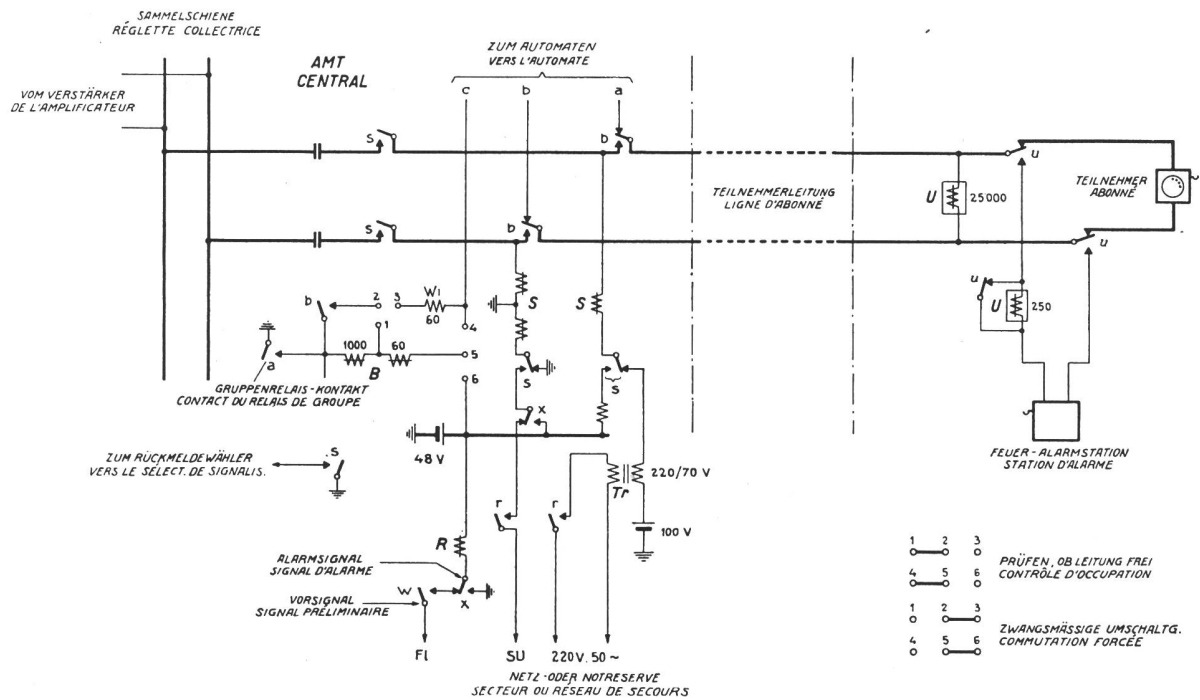 SAMMELSCHIENE
RÉGLETTE COLLECTRICE
AMT
CENTRAL
ZUM AUTOMATEN
VERS L'AUTOMATE
c b a
VOM VERSTÄRKER
DE L'AMPLIFICATEUR
s
b
u
TEILNEHMERLEITUNG
LIGNE D'ABONNÉ
U
25000
TEILNEHMER
ABONNÉ
s
b
u
b
2
3
W1
60
S
S
4
u
U
250
1
a
1000
60
5
B
6
s
s
GRUPPENRELAIS-KONTAKT
CONTACT DU RELAIS DE GROUPE
x
48 V
FEUER-ALARMSTATION
STATION D'ALARME
ZUM RÜCKMELDEWÄHLER
VERS LE SÉLECT. DE SIGNALIS.
s
220/70 V
Tr
r
r
100 V
R
ALARMSIGNAL
SIGNAL D'ALARME
W
x
VORSIGNAL
SIGNAL PRÉLIMINAIRE
FI
SU
220V. 50~
NETZ-ODER NOTRESERVE
SECTEUR OU RÉSEAU DE SECOURS
1 2 3
4 5 6
PRÜFEN, OB LEITUNG FREI
CONTRÔLE D'OCCUPATION
1 2 3
4 5 6
ZWANGSMÄSSIGE UMSCHALTG.
COMMUTATION FORCÉE